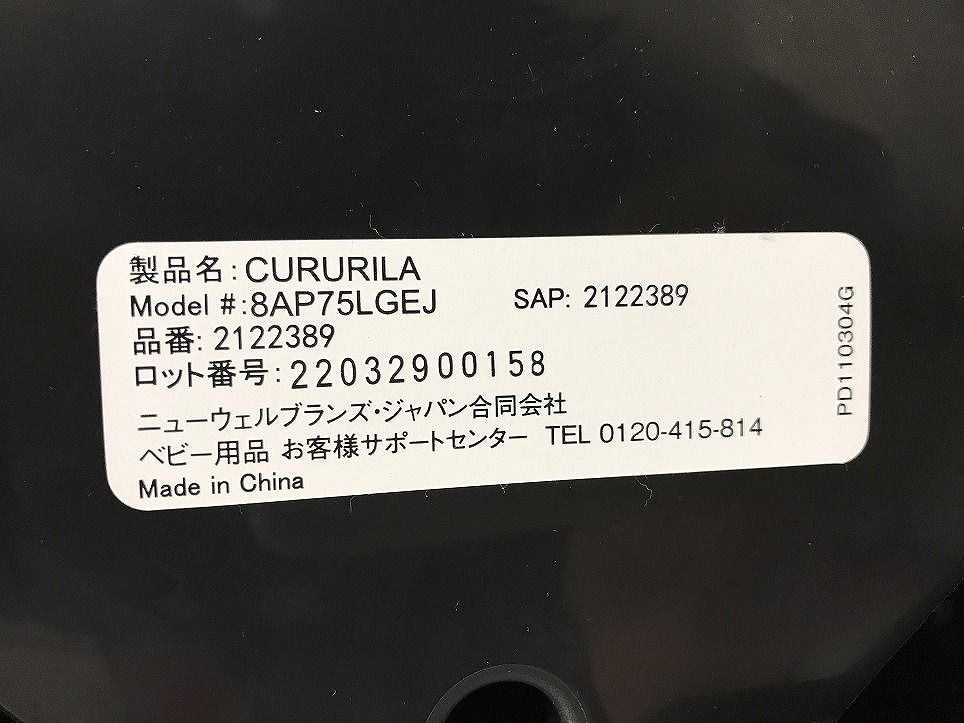 製品名：CURURILA
Model #:8AP75LGEJ SAP: 2122389
品番: 2122389
ロット番号：22032900158
ニューウェルブランズ・ジャパン合同会社
ベビー用品 お客様サポートセンター TEL 0120-415-814
Made in China
PD110304G